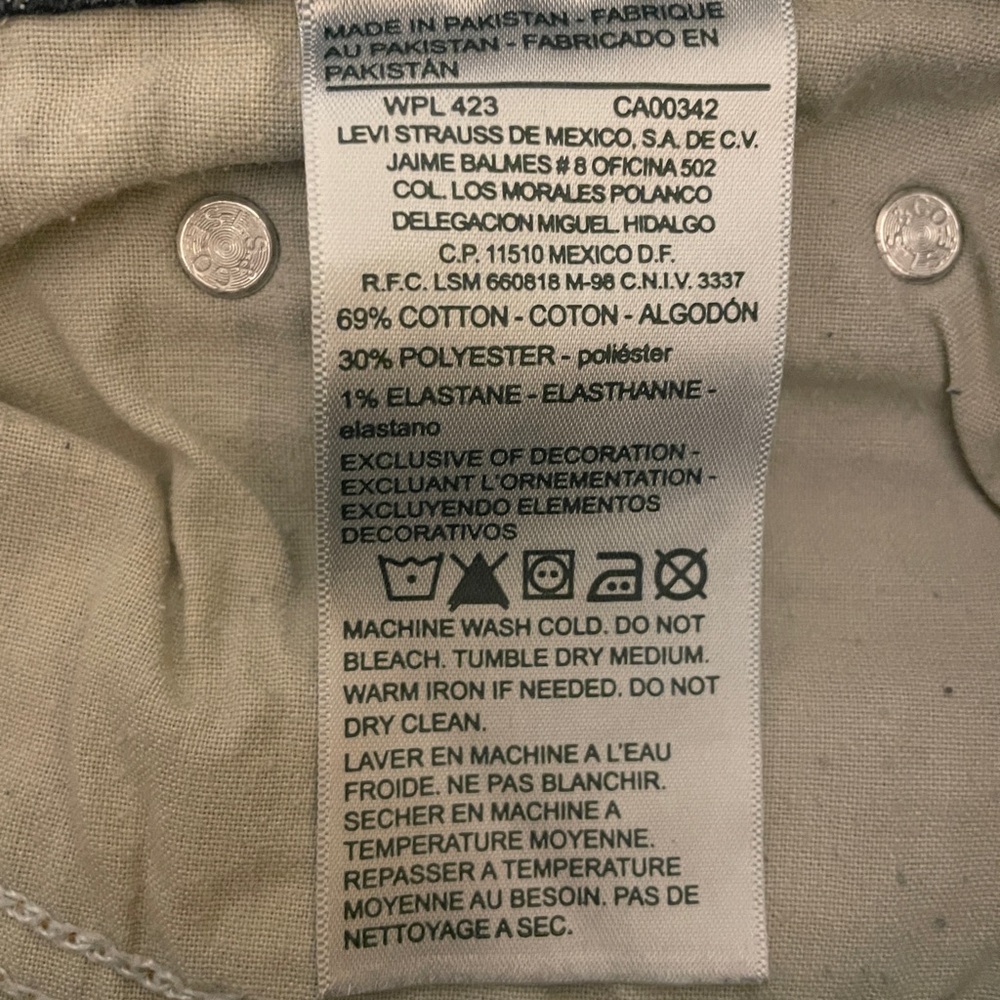 MADE IN PAKISTAN - FABRIQUE
AU PAKISTAN - FABRICADO EN
PAKISTÁN
WPL 423 CA00342
LEVI STRAUSS DE MEXICO, S.A. DE C.V.
JAIME BALMES # 8 OFICINA 502
COL. LOS MORALES POLANCO
DELEGACION MIGUEL HIDALGO
C.P. 11510 MEXICO D.F.
R.F.C. LSM 660818 M-98 C.N.I.V. 3337
69% COTTON - COTON - ALGODÓN
30% POLYESTER - poliéster
1% ELASTANE - ELASTHANNE -
elastano
EXCLUSIVE OF DECORATION -
EXCLUANT L'ORNEMENTATION -
EXCLUYENDO ELEMENTOS
DECORATIVOS
MACHINE WASH COLD. DO NOT
BLEACH. TUMBLE DRY MEDIUM.
WARM IRON IF NEEDED. DO NOT
DRY CLEAN.
LAVER EN MACHINE A L'EAU
FROIDE. NE PAS BLANCHIR.
SECHER EN MACHINE A
TEMPERATURE MOYENNE.
REPASSER A TEMPERATURE
MOYENNE AU BESOIN. PAS DE
NETTOYAGE A SEC.